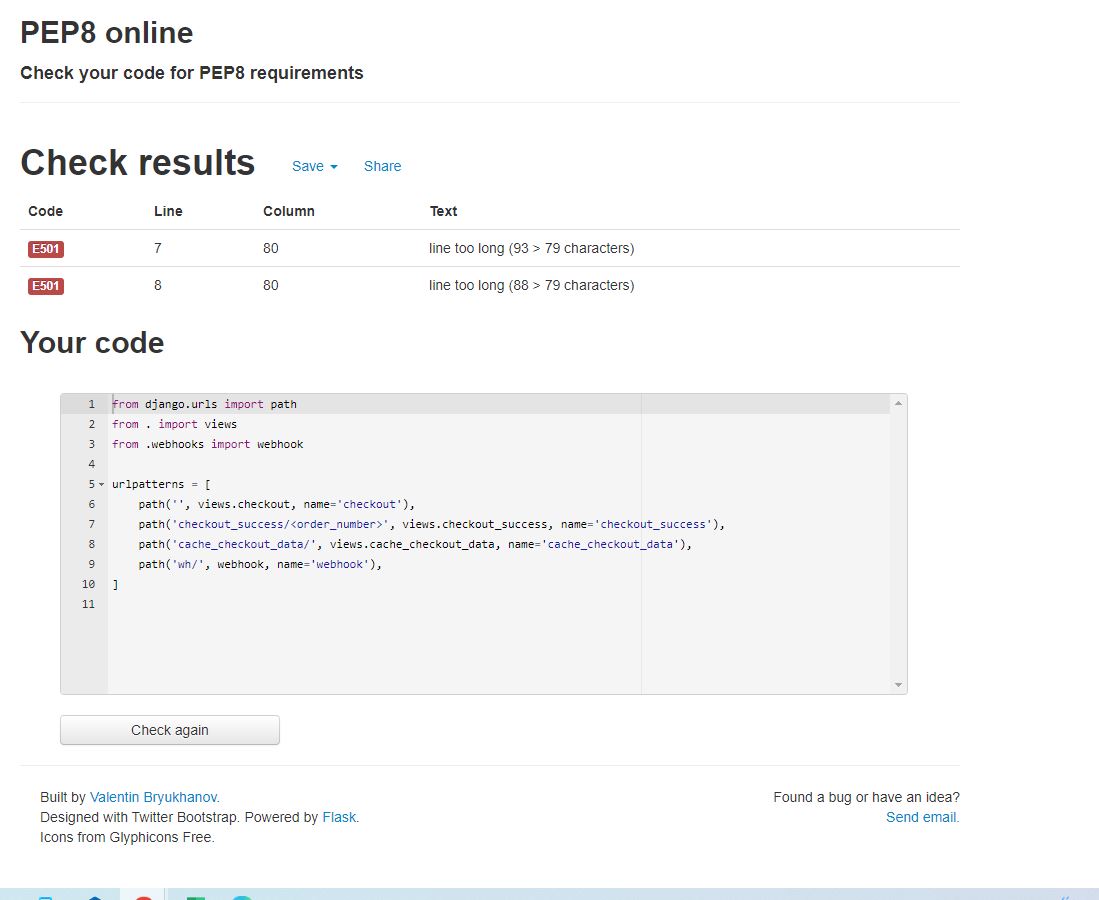 PEP8 online
Check your code for PEP8 requirements
Check results Save Share
Code Line Column Text
E501 7 80 line too long (93 > 79 characters)
E501 8 80 line too long (88 > 79 characters)
Your code
1 from django.urls import path
2 from . import views
3 from .webhooks import webhook
4
5 urlpatterns = [
6     path('', views.checkout, name='checkout'),
7     path('checkout_success/<order_number>', views.checkout_success, name='checkout_success'),
8     path('cache_checkout_data/', views.cache_checkout_data, name='cache_checkout_data'),
9     path('wh/', webhook, name='webhook'),
10 ]
11
Check again
Built by Valentin Bryukhanov. Found a bug or have an idea?
Designed with Twitter Bootstrap. Powered by Flask. Send email.
Icons from Glyphicons Free.